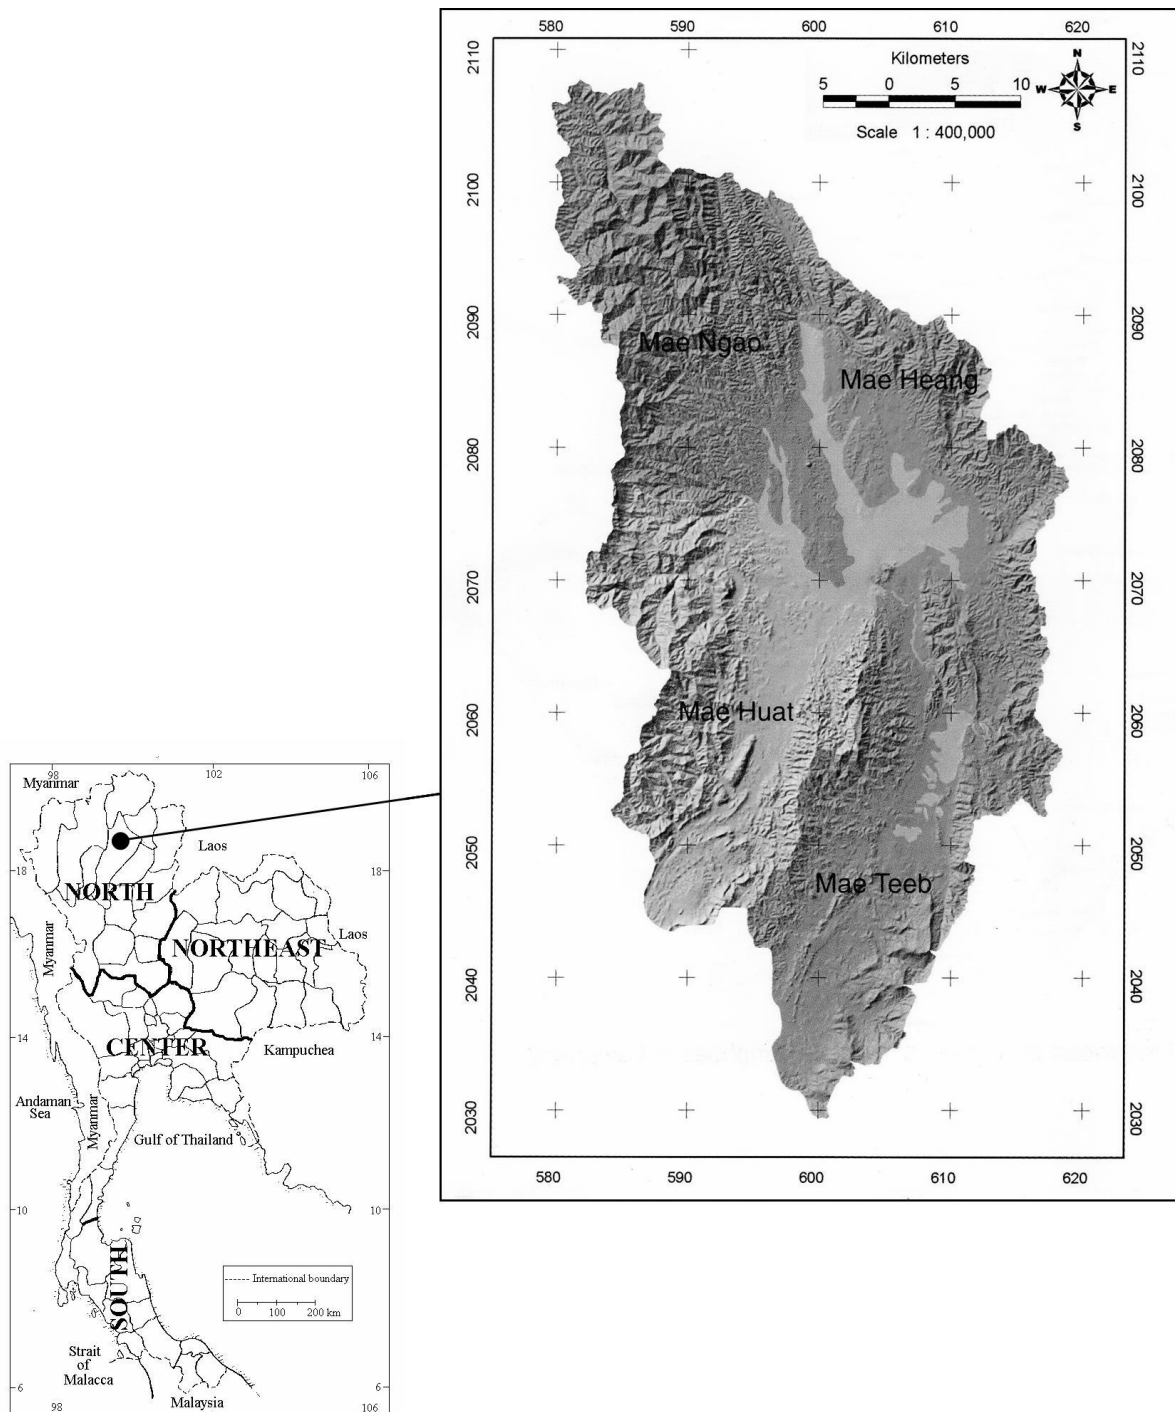 580 590 600 610 620
Kilometers
5 0 5 10
N
W E
S
Scale 1 : 400,000
2110 2110
2100 2100
2090 2090
Mae Ngao
Mae Heang
2080 2080
2070 2070
Mae Huat
2060 2060
2050 2050
Mae Teeb
2040 2040
2030 2030
580 590 600 610 620
98 102 106
Myanmar
Laos
18 18
NORTH
Laos
Myanmar
NORTHEAST
14 14
CENTER
Kampuchea
Andaman
Sea
Myanmar
Gulf of Thailand
10 10
SOUTH
International boundary
0 100 200 km
Strait
of
Malacca
6 6
Malaysia
98 106